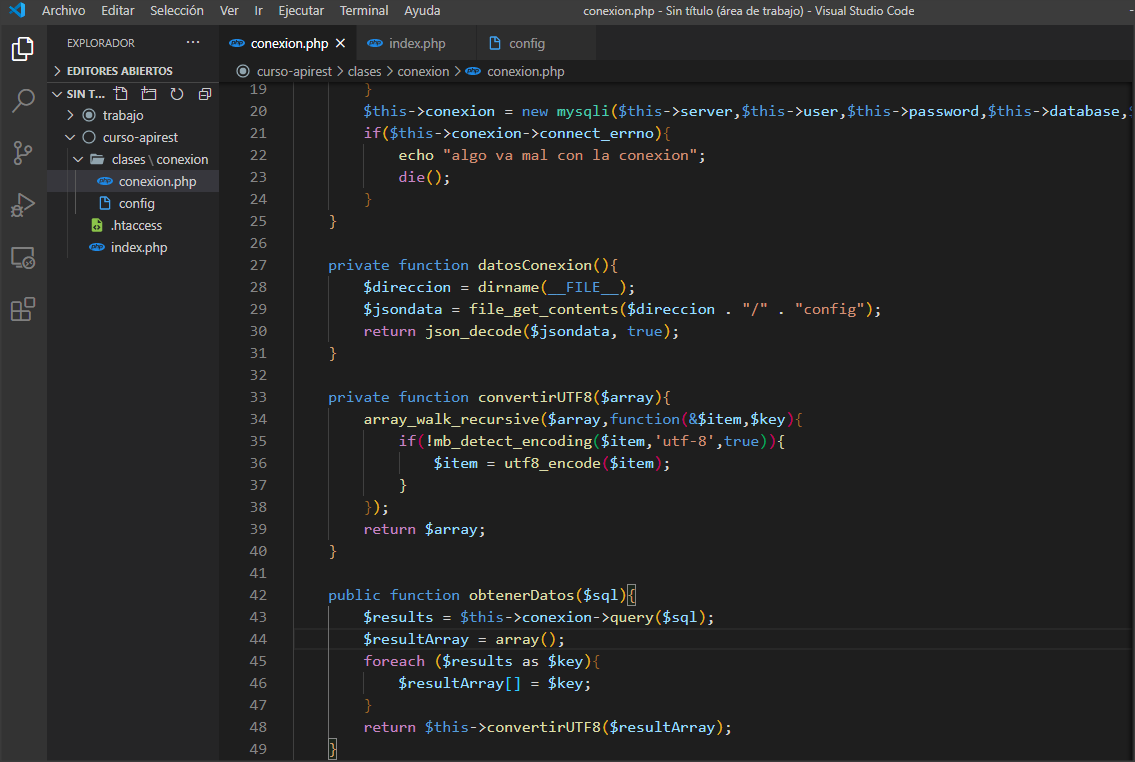 Archivo Editar Selección Ver Ir Ejecutar Terminal Ayuda conexion.php - Sin título (área de trabajo) - Visual Studio Code
EXPLORADOR ···
EDITORES ABIERTOS
SIN T...
trabajo
curso-apirest
clases \ conexion
conexion.php
config
.htaccess
index.php
conexion.php index.php config
curso-apirest > clases > conexion > conexion.php
19 }
20 $this->conexion = new mysqli($this->server,$this->user,$this->password,$this->database,$
21 if($this->conexion->connect_errno){
22 echo "algo va mal con la conexion";
23 die();
24 }
25 }
26
27 private function datosConexion(){
28 $direccion = dirname(__FILE__);
29 $jsondata = file_get_contents($direccion . "/" . "config");
30 return json_decode($jsondata, true);
31 }
32
33 private function convertirUTF8($array){
34 array_walk_recursive($array,function(&$item,$key){
35 if(!mb_detect_encoding($item,'utf-8',true)){
36 $item = utf8_encode($item);
37 }
38 });
39 return $array;
40 }
41
42 public function obtenerDatos($sql){
43 $results = $this->conexion->query($sql);
44 $resultArray = array();
45 foreach ($results as $key){
46 $resultArray[] = $key;
47 }
48 return $this->convertirUTF8($resultArray);
49 }